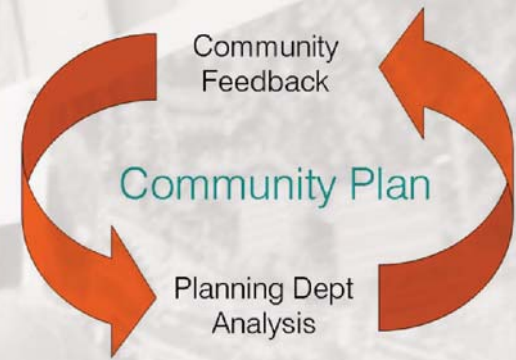 Community
Feedback
Community Plan
Planning Dept
Analysis